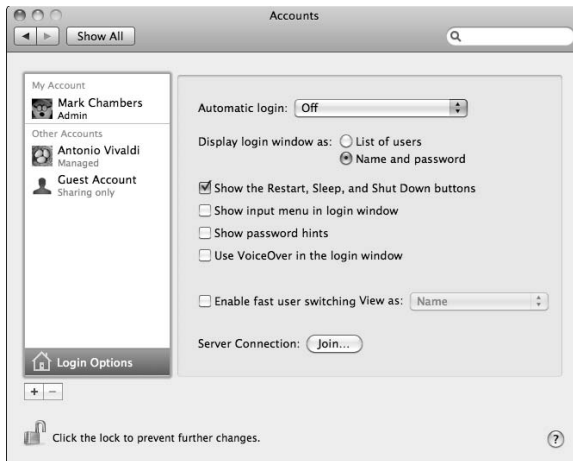 Accounts
Show All
My Account
Mark Chambers
Admin
Other Accounts
Antonio Vivaldi
Managed
Guest Account
Sharing only
Login Options
Automatic login: Off
Display login window as: List of users
Name and password
Show the Restart, Sleep, and Shut Down buttons
Show input menu in login window
Show password hints
Use VoiceOver in the login window
Enable fast user switching View as: Name
Server Connection: Join...
+ −
Click the lock to prevent further changes.
?